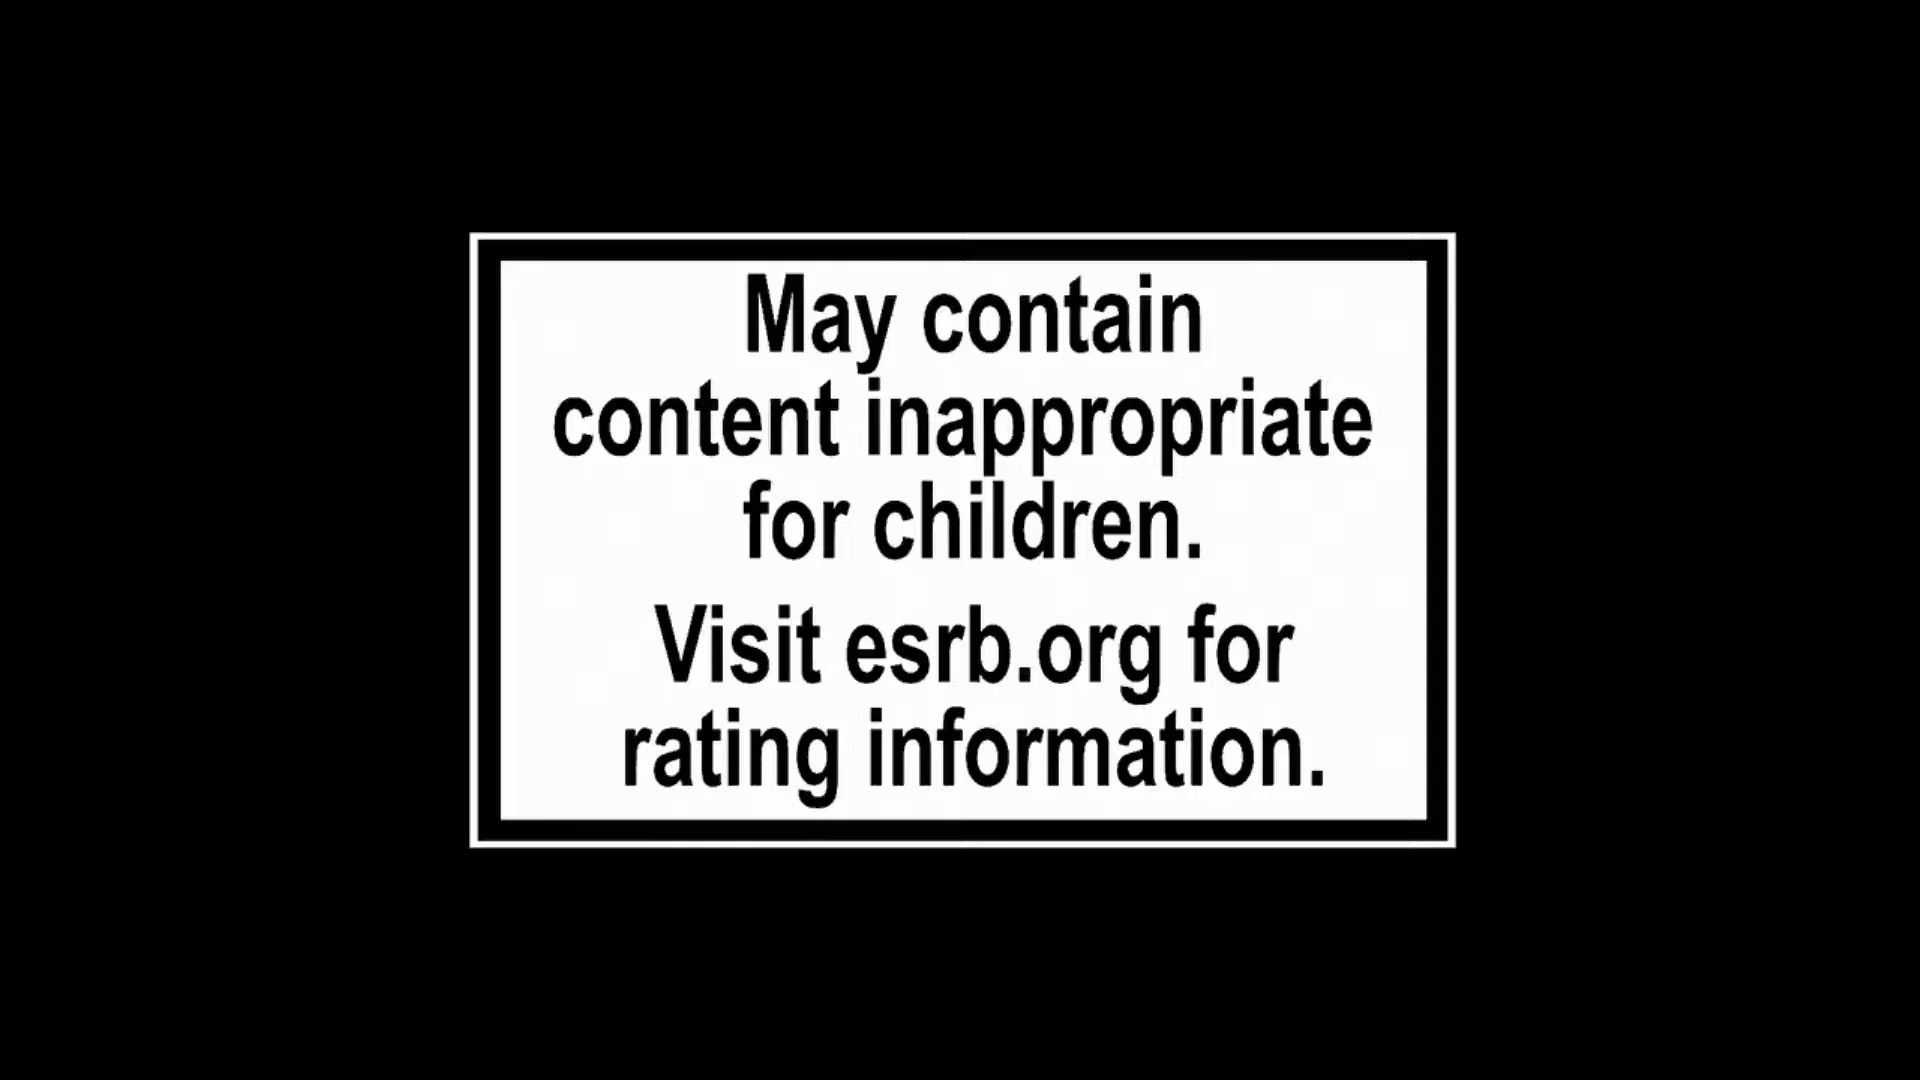 May contain
content inappropriate
for children.
Visit esrb.org for
rating information.